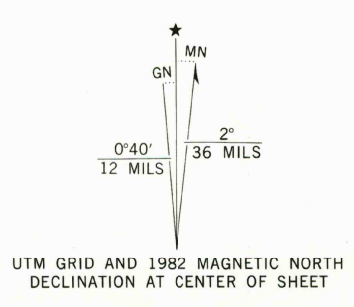 ★
MN
GN
0°40′
12 MILS
2°
36 MILS
UTM GRID AND 1982 MAGNETIC NORTH
DECLINATION AT CENTER OF SHEET